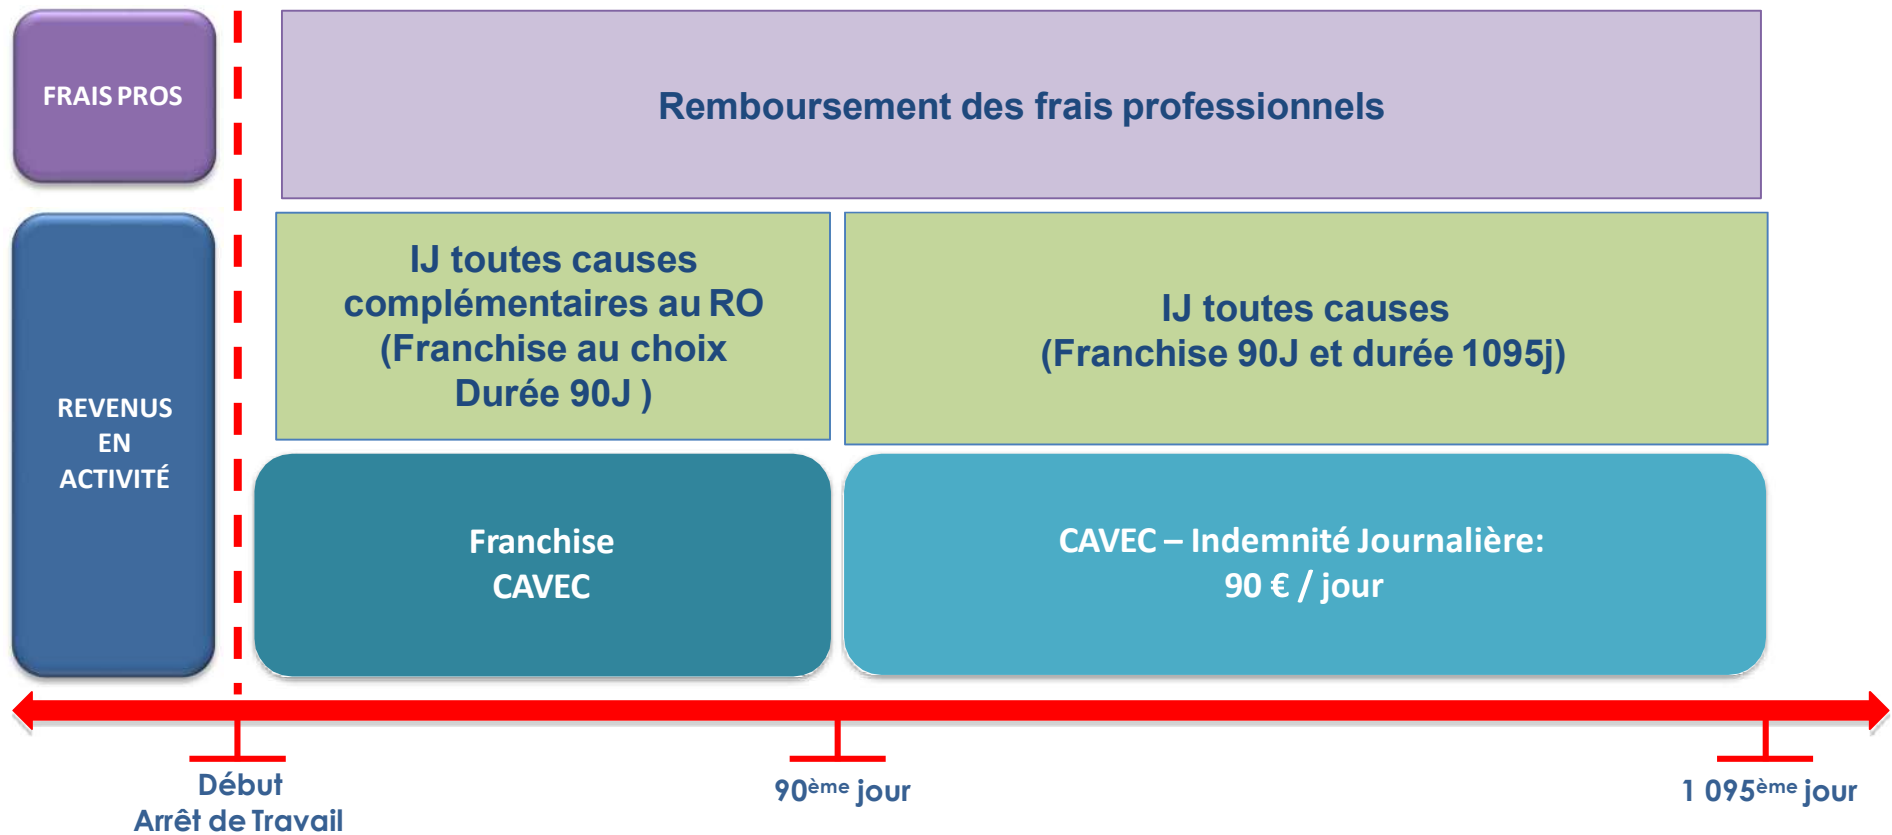 FRAIS PROS
Remboursement des frais professionnels
REVENUS
EN
ACTIVITÉ
IJ toutes causes
complémentaires au RO
(Franchise au choix
Durée 90J )
IJ toutes causes
(Franchise 90J et durée 1095j)
Franchise
CAVEC
CAVEC – Indemnité Journalière:
90 € / jour
Début
Arrêt de Travail
90ème jour
1 095ème jour